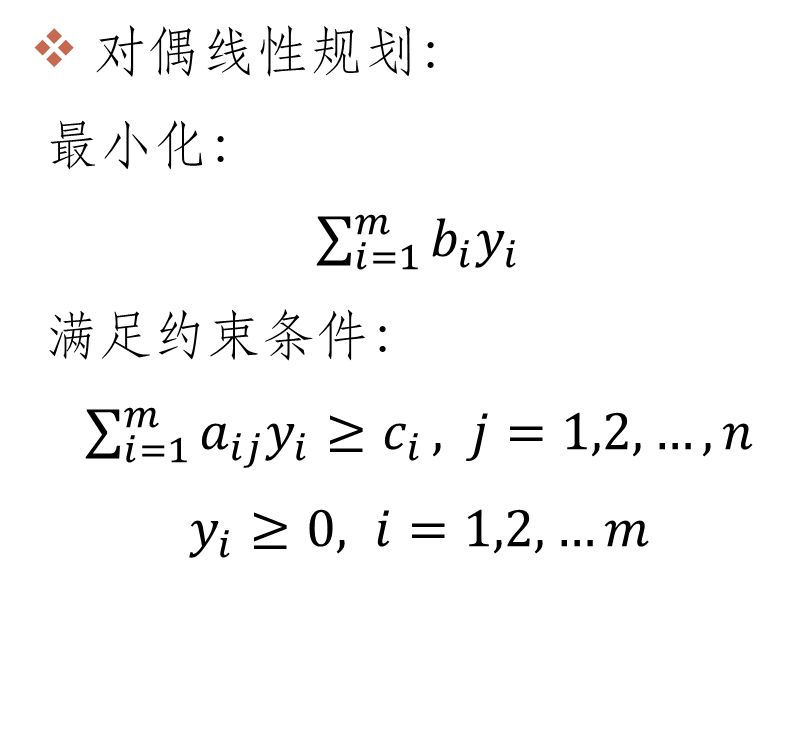 ❖ 对偶线性规划:
最小化:
∑_{i=1}^{m} b_i y_i
满足约束条件:
∑_{i=1}^{m} a_{ij} y_i ≥ c_i , j = 1,2, … , n
y_i ≥ 0, i = 1,2, … m